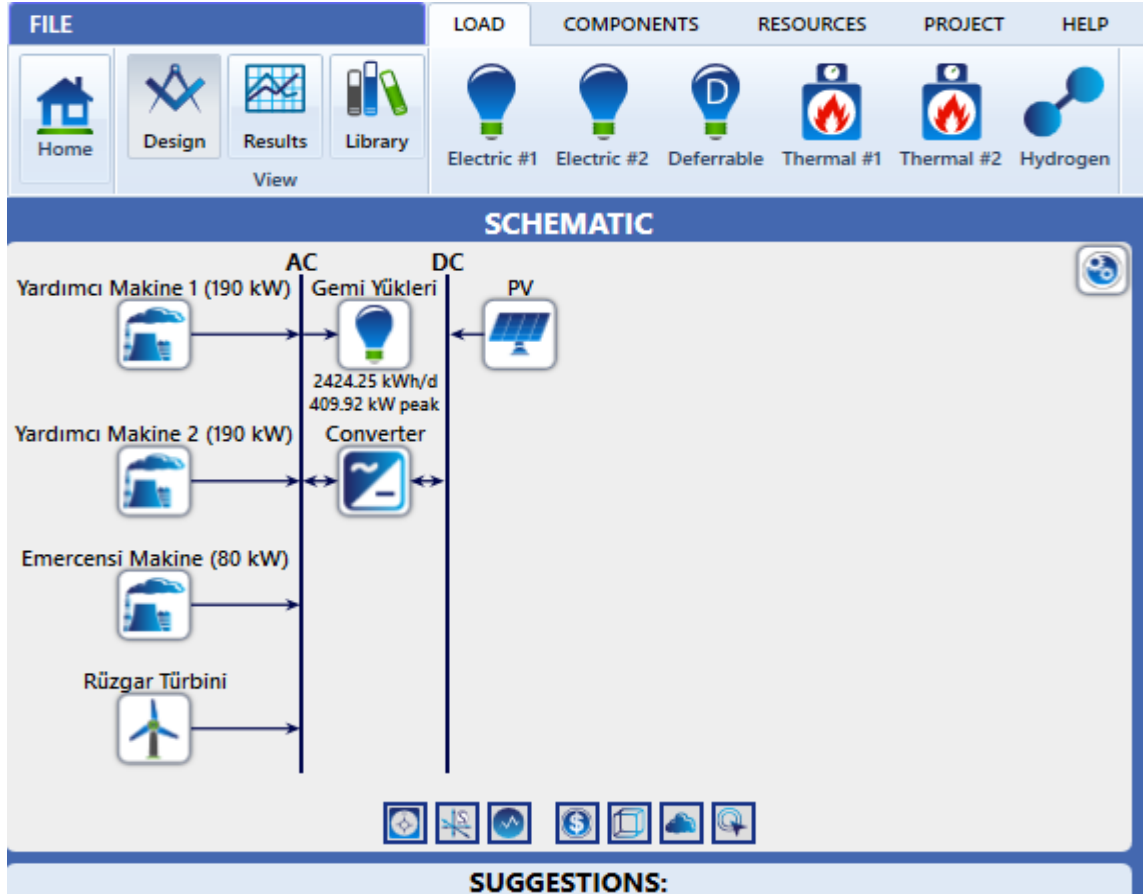 FILE
LOAD
COMPONENTS
RESOURCES
PROJECT
HELP
Home
Design
Results
Library
View
Electric #1
Electric #2
D
Deferrable
Thermal #1
Thermal #2
Hydrogen
SCHEMATIC
AC
DC
Yardımcı Makine 1 (190 kW)
Gemi Yükleri
PV
2424.25 kWh/d
409.92 kW peak
Yardımcı Makine 2 (190 kW)
Converter
Emercensi Makine (80 kW)
Rüzgar Türbini
S
$
SUGGESTIONS: